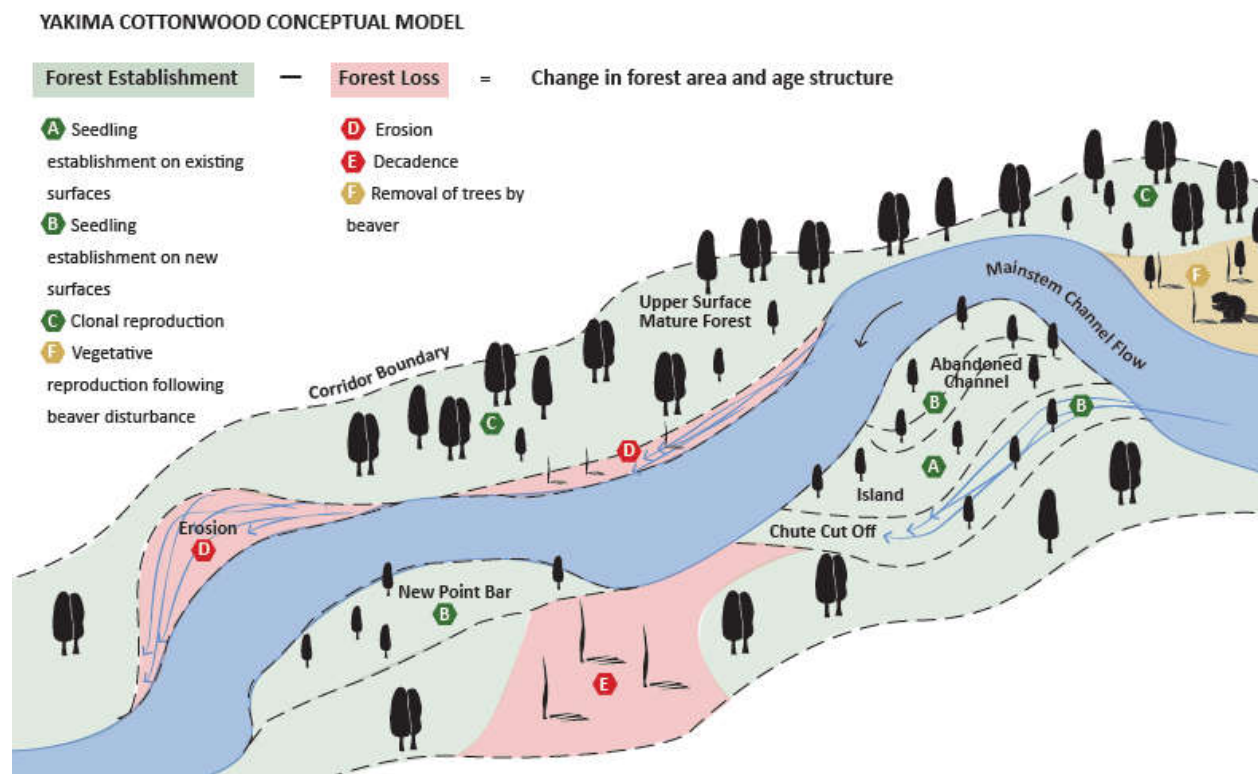 YAKIMA COTTONWOOD CONCEPTUAL MODEL
Forest Establishment — Forest Loss = Change in forest area and age structure
A Seedling
establishment on existing
surfaces
B Seedling
establishment on new
surfaces
C Clonal reproduction
F Vegetative
reproduction following
beaver disturbance
D Erosion
E Decadence
F Removal of trees by
beaver
C
F
Mainstem Channel Flow
Upper Surface
Mature Forest
Corridor Boundary
Abandoned
Channel
B
B
C
D
A
Island
Erosion
D
Chute Cut Off
New Point Bar
B
E